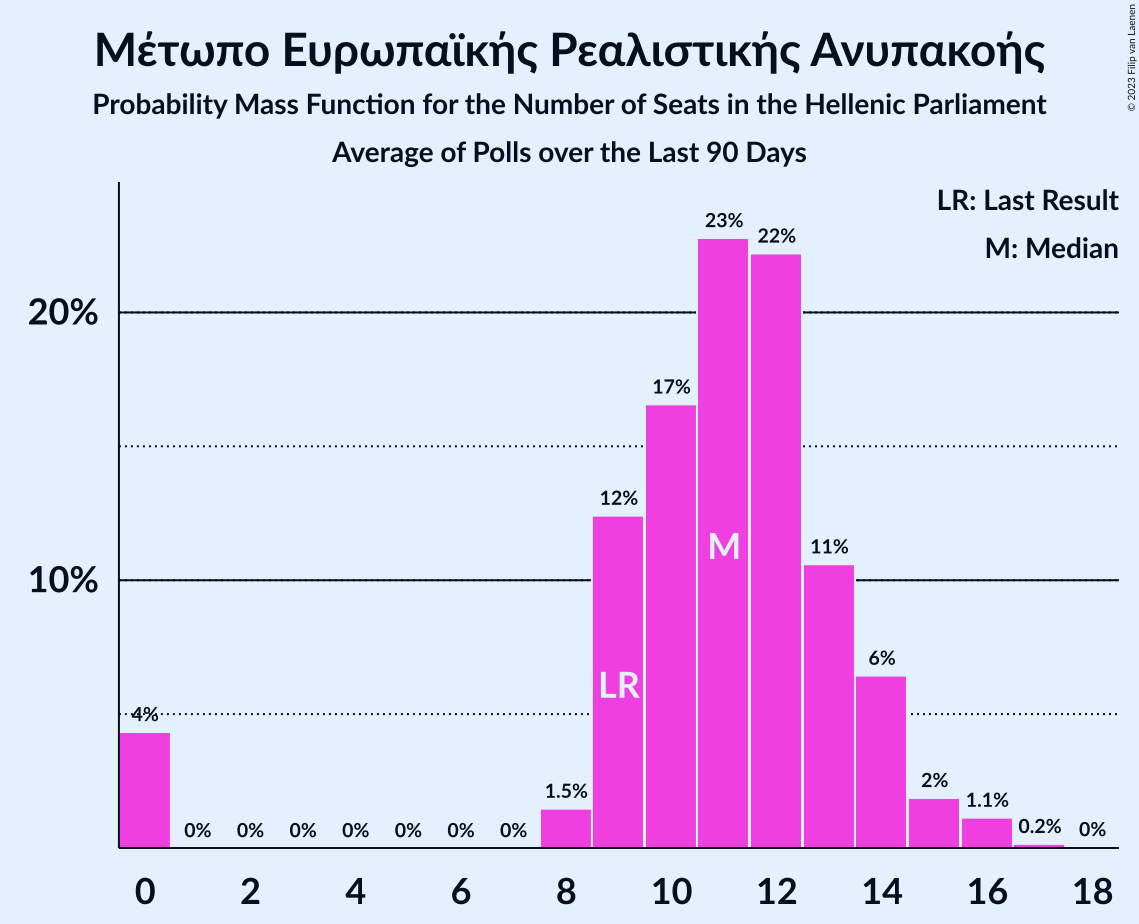 Μέτωπο Ευρωπαϊκής Ρεαλιστικής Ανυπακοής
Probability Mass Function for the Number of Seats in the Hellenic Parliament
Average of Polls over the Last 90 Days
© 2023 Filip van Laenen
LR: Last Result
M: Median
23%
22%
20%
17%
12%
11%
10%
M
LR
6%
4%
2%
1.5%
1.1%
0% 0% 0% 0% 0% 0% 0% 0.2% 0%
0 2 4 6 8 10 12 14 16 18